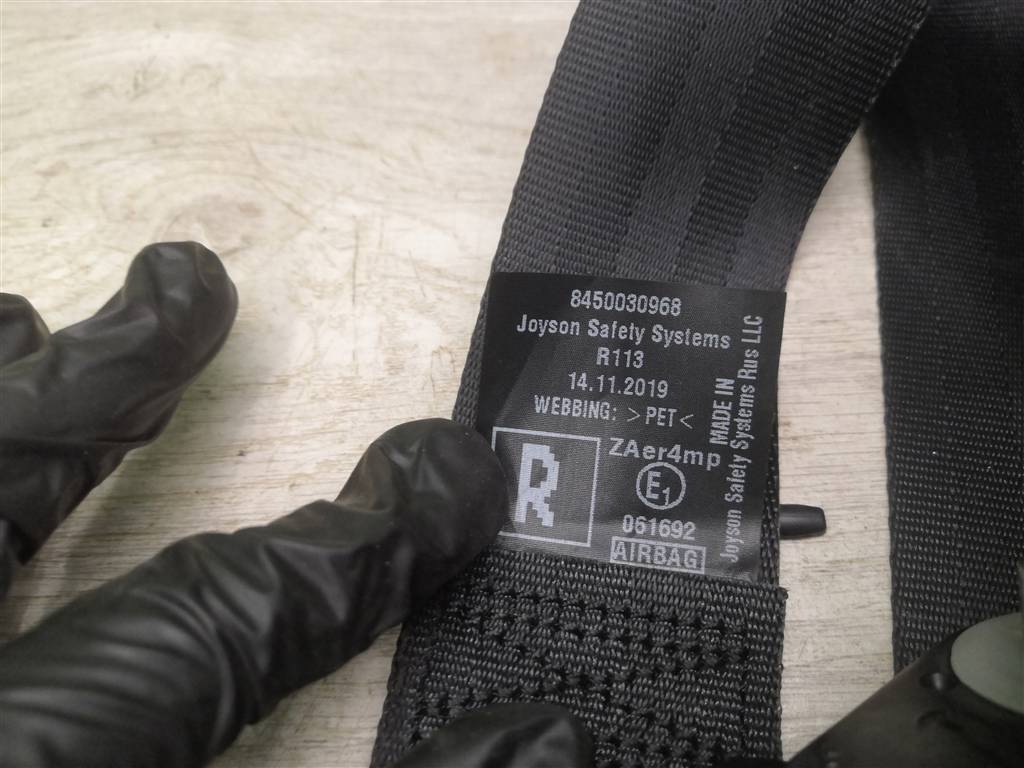 8450030968
Joyson Safety Systems
R113
14.11.2019
WEBBING: >PET<
R
ZAer4mp
E1
061692
AIRBAG
MADE IN
Joyson Safety Systems Rus LLC